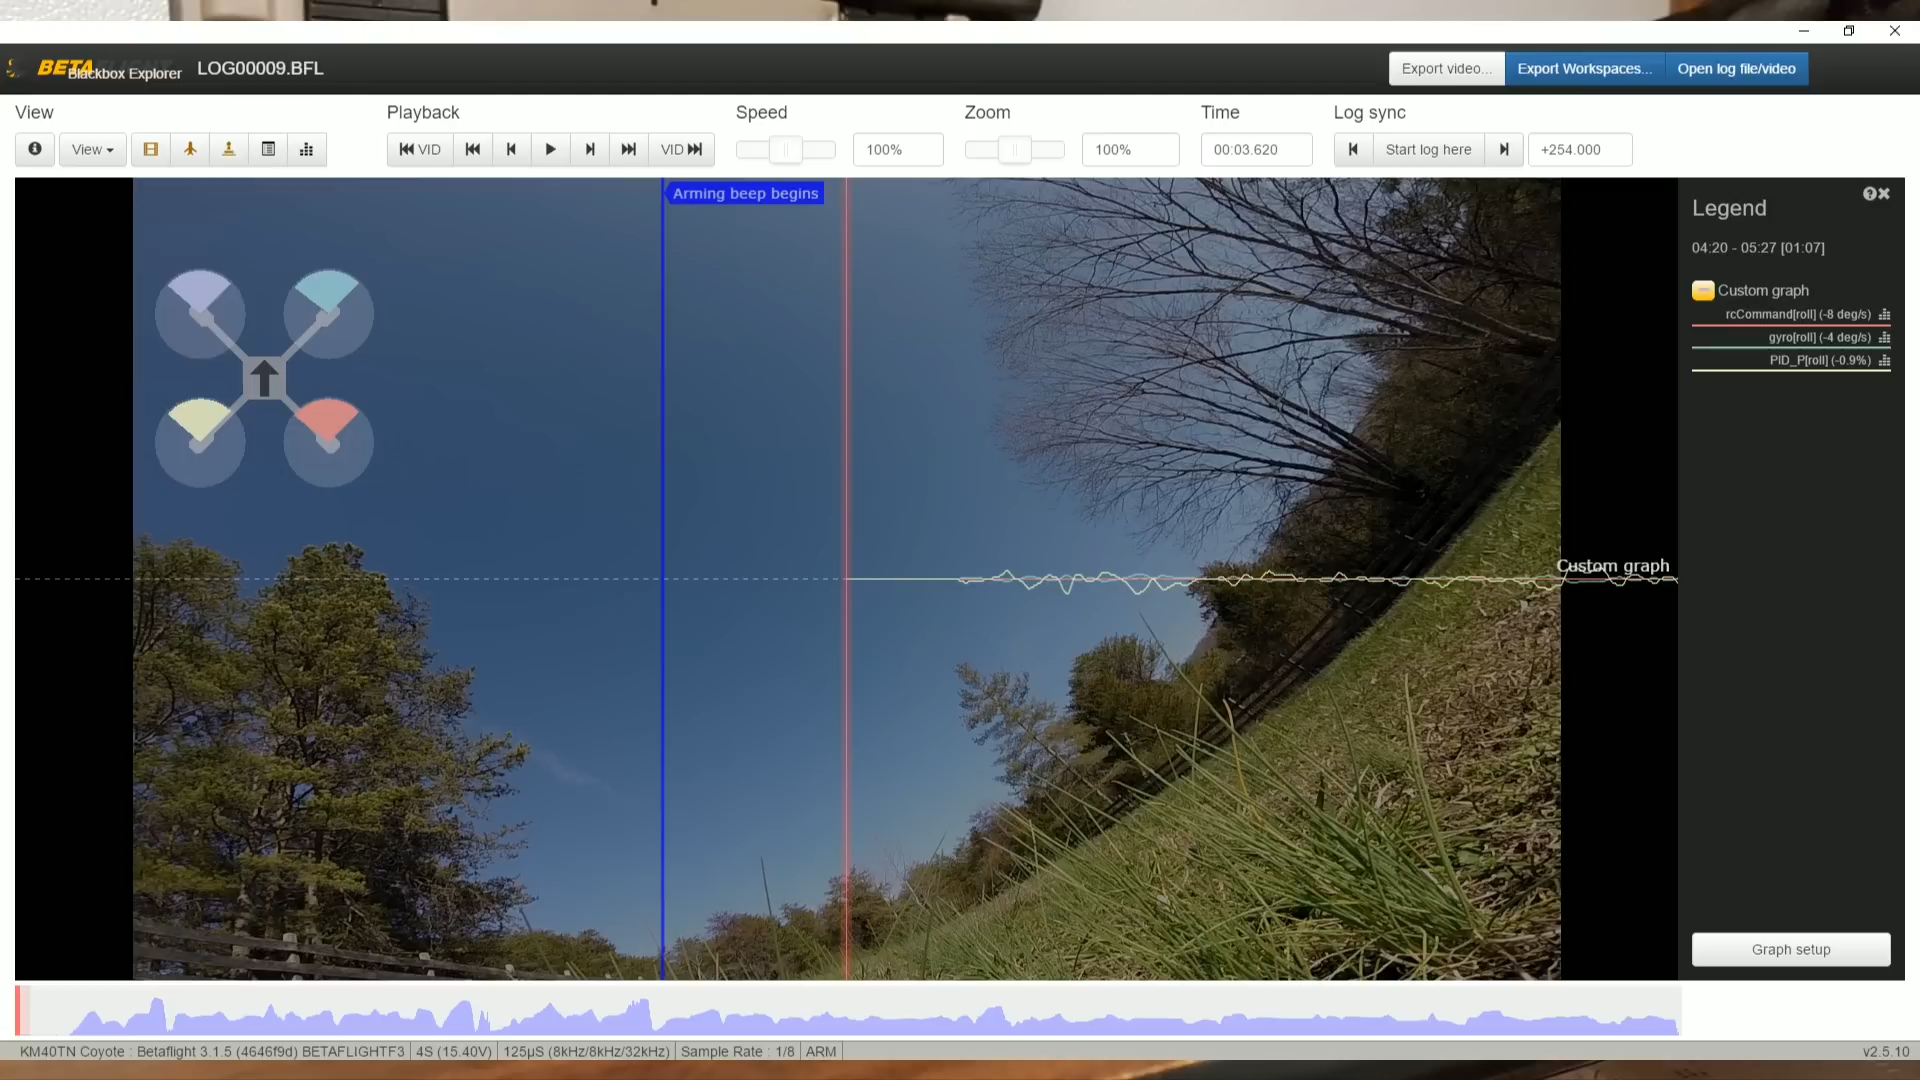 BETAFLIGHT
Blackbox Explorer
LOG00009.BFL
Export video...
Export Workspaces...
Open log file/video
View
Playback
Speed
Zoom
Time
Log sync
View
VID
VID
100%
100%
00:03.620
Start log here
+254.000
Arming beep begins
Legend
04:20 - 05:27 [01:07]
Custom graph
rcCommand[roll] (-8 deg/s)
gyro[roll] (-4 deg/s)
PID_P[roll] (-0.9%)
Custom graph
Graph setup
KM40TN Coyote : Betaflight 3.1.5 (4646f9d) BETAFLIGHTF3
4S (15.40V)
125µS (8kHz/8kHz/32kHz)
Sample Rate : 1/8
ARM
v2.5.10